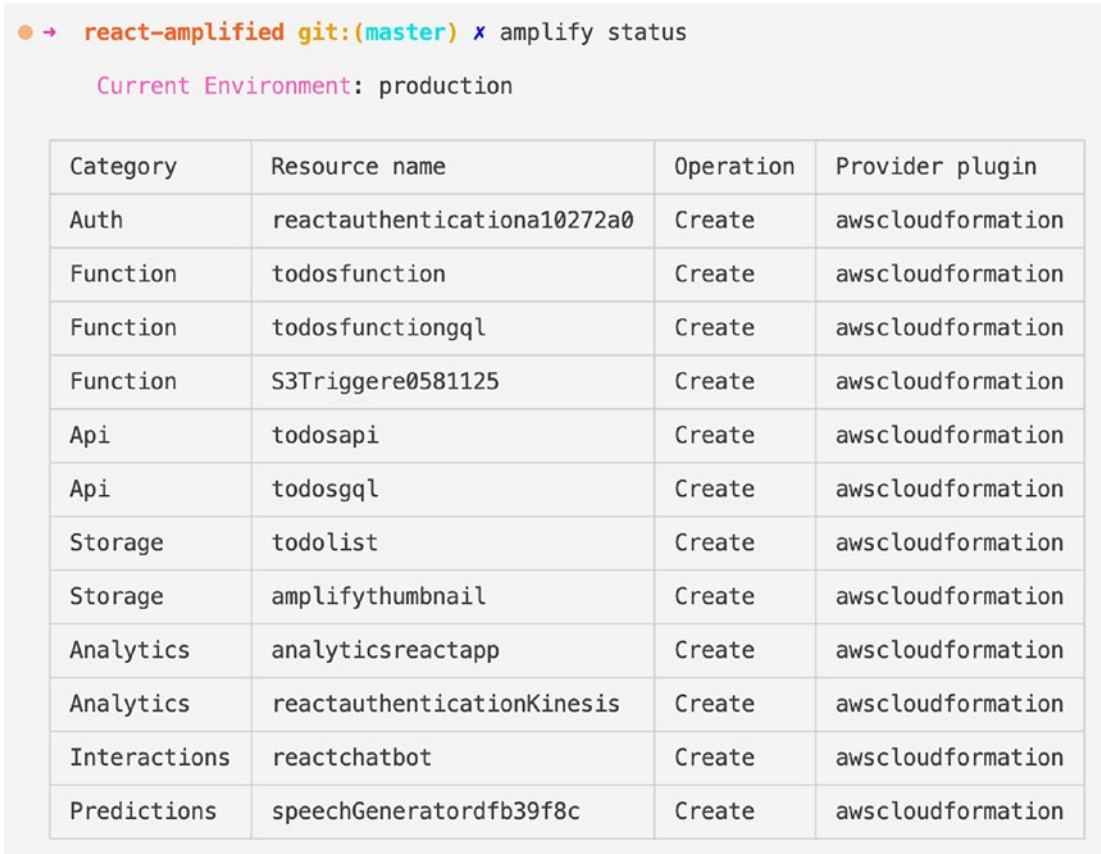 ➜ react-amplified git:(master) ✗ amplify status
Current Environment: production
Category Resource name Operation Provider plugin
Auth reactauthenticationa10272a0 Create awscloudformation
Function todosfunction Create awscloudformation
Function todosfunctiongql Create awscloudformation
Function S3Triggere0581125 Create awscloudformation
Api todosapi Create awscloudformation
Api todosgql Create awscloudformation
Storage todolist Create awscloudformation
Storage amplifythumbnail Create awscloudformation
Analytics analyticsreactapp Create awscloudformation
Analytics reactauthenticationKinesis Create awscloudformation
Interactions reactchatbot Create awscloudformation
Predictions speechGeneratordfb39f8c Create awscloudformation